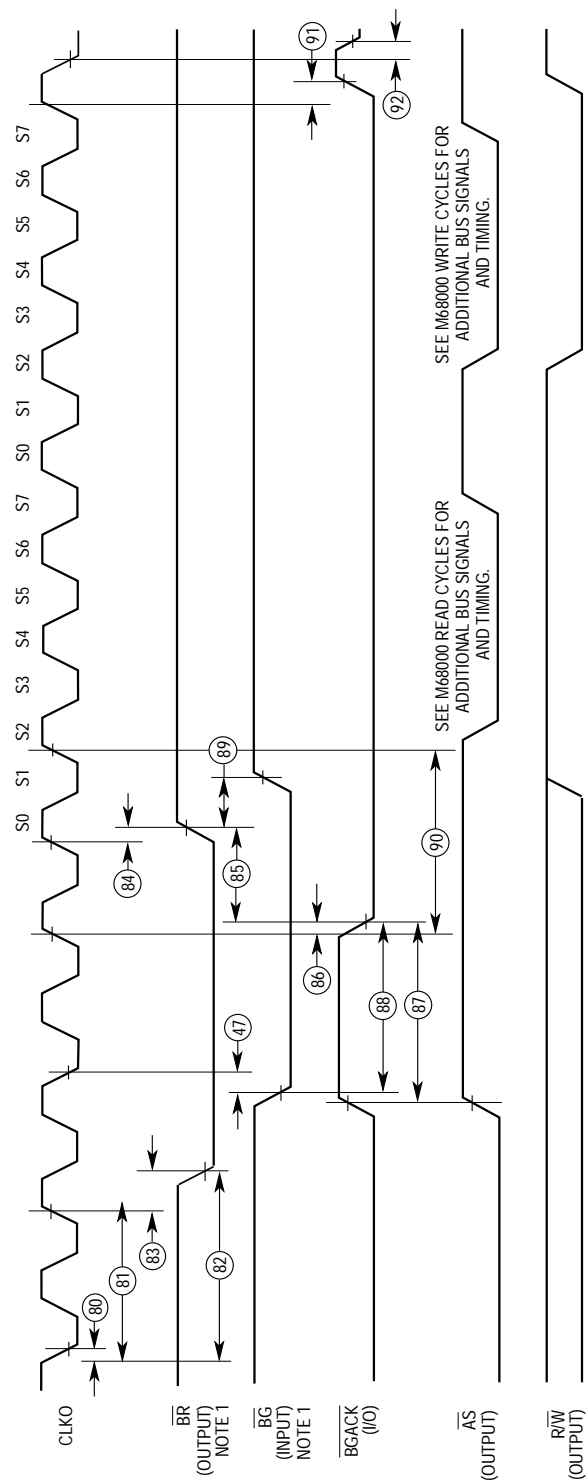 S0 S1 S2 S3 S4 S5 S6 S7 S0 S1 S2 S3 S4 S5 S6 S7
CLKO
80
81
83
82
BR
(OUTPUT)
NOTE 1
84
BG
(INPUT)
NOTE 1
47
85
89
BGACK
(I/O)
86
88
87
90
91
92
AS
(OUTPUT)
SEE M68000 READ CYCLES FOR
ADDITIONAL BUS SIGNALS
AND TIMING.
SEE M68000 WRITE CYCLES FOR
ADDITIONAL BUS SIGNALS
AND TIMING.
R/W
(OUTPUT)